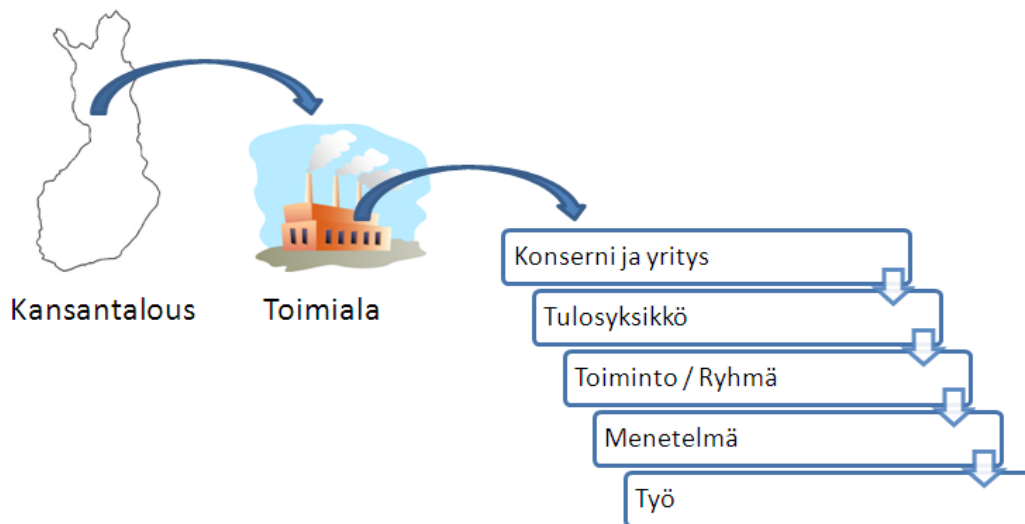 Kansantalous
Toimiala
Konserni ja yritys
Tulosyksikkö
Toiminto / Ryhmä
Menetelmä
Työ